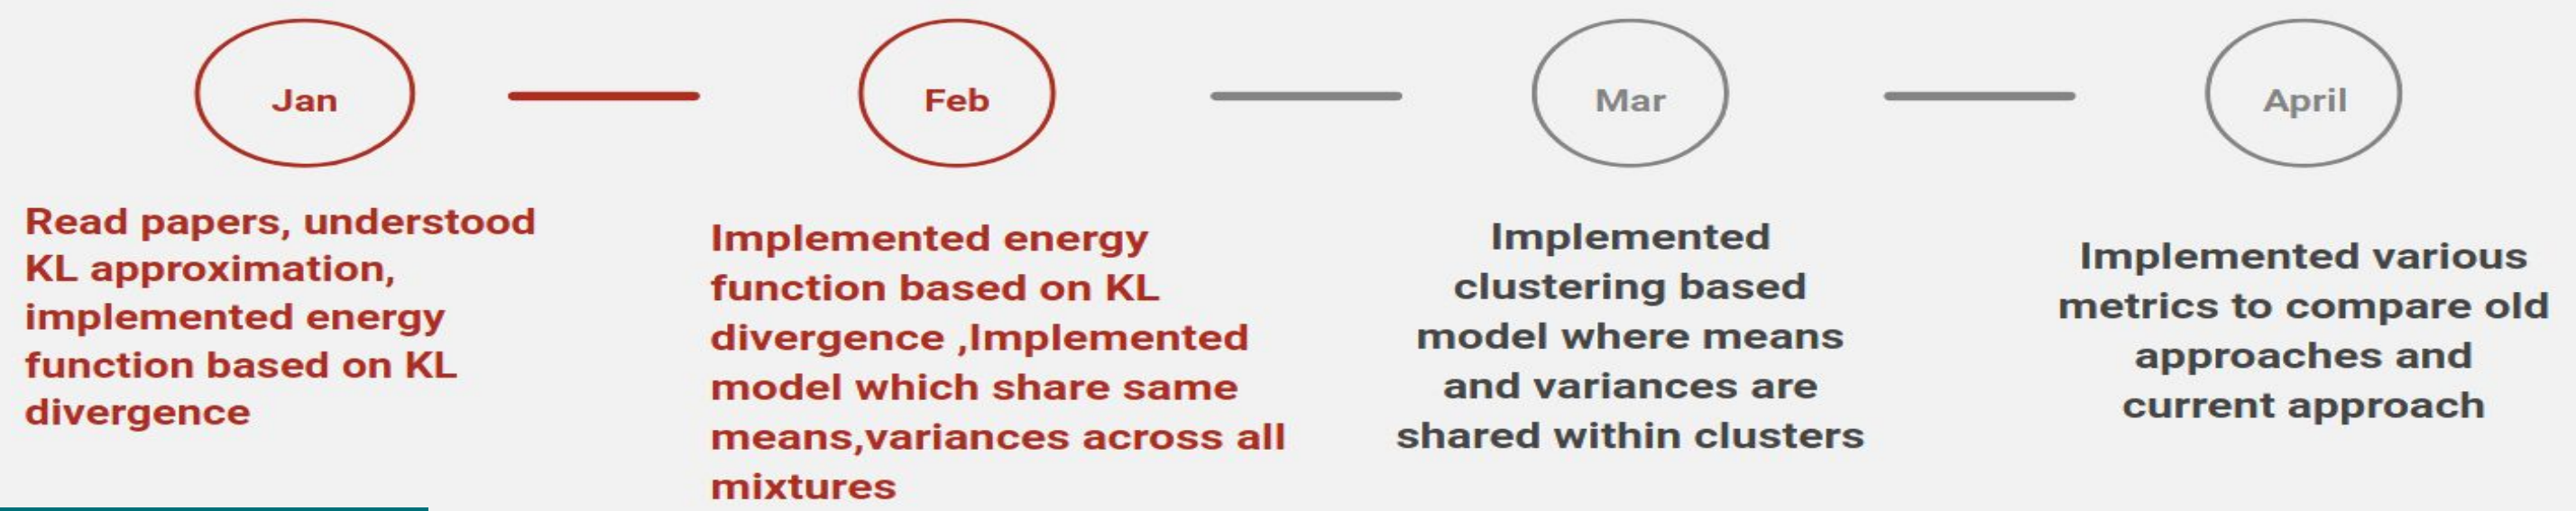 Jan
Feb
Mar
April
Read papers, understood
KL approximation,
implemented energy
function based on KL
divergence
Implemented energy
function based on KL
divergence ,Implemented
model which share same
means,variances across all
mixtures
Implemented
clustering based
model where means
and variances are
shared within clusters
Implemented various
metrics to compare old
approaches and
current approach